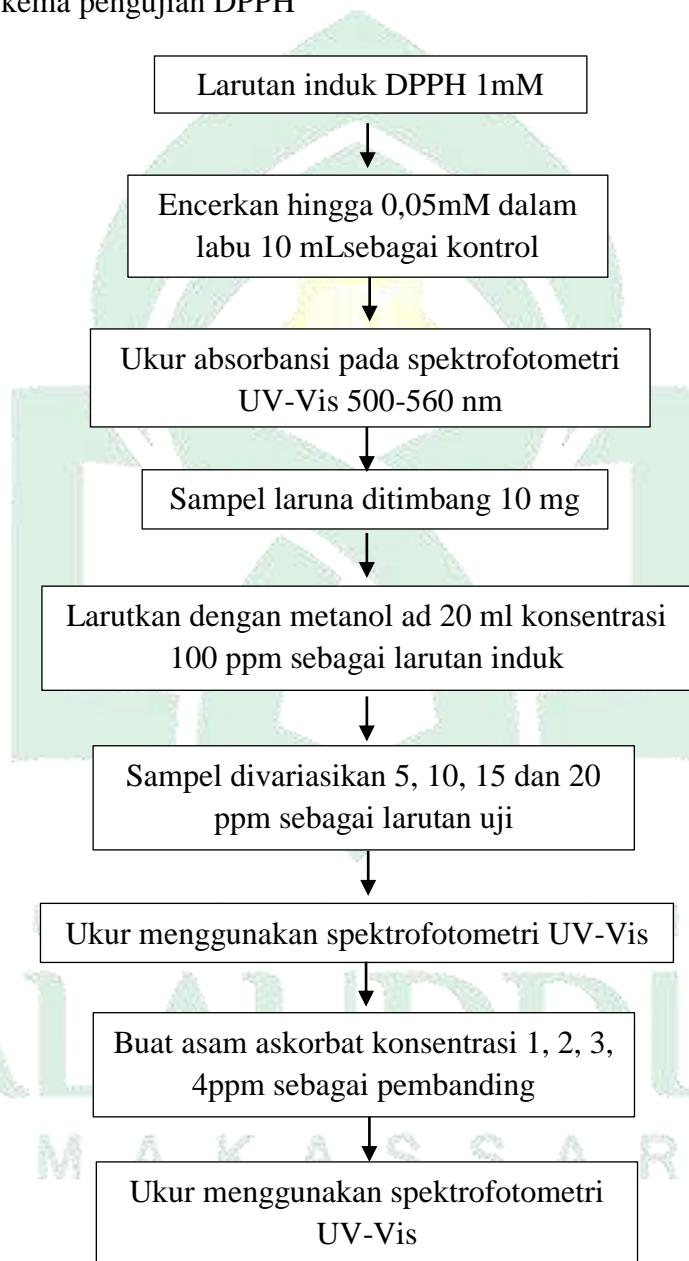 kema pengujian DPPH
Larutan induk DPPH 1mM
Encerkan hingga 0,05mM dalam
labu 10 mLsebagai kontrol
Ukur absorbansi pada spektrofotometri
UV-Vis 500-560 nm
Sampel laruna ditimbang 10 mg
Larutkan dengan metanol ad 20 ml konsentrasi
100 ppm sebagai larutan induk
Sampel divariasikan 5, 10, 15 dan 20
ppm sebagai larutan uji
Ukur menggunakan spektrofotometri UV-Vis
Buat asam askorbat konsentrasi 1, 2, 3,
4ppm sebagai pembanding
ALAUDDU
MAKASSAR
Ukur menggunakan spektrofotometri
UV-Vis